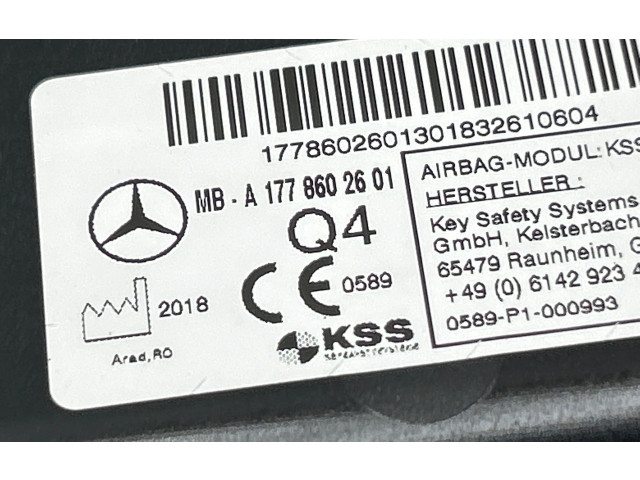 1778602601301832610604
MB - A 177 860 26 01
Q4
CE 0589
2018
Arad, RO
KSS
AIRBAG-MODUL: KSS
HERSTELLER :
Key Safety Systems
GmbH, Kelsterbach
65479 Raunheim, G
+49 (0) 6142 923 4
0589-P1-000993